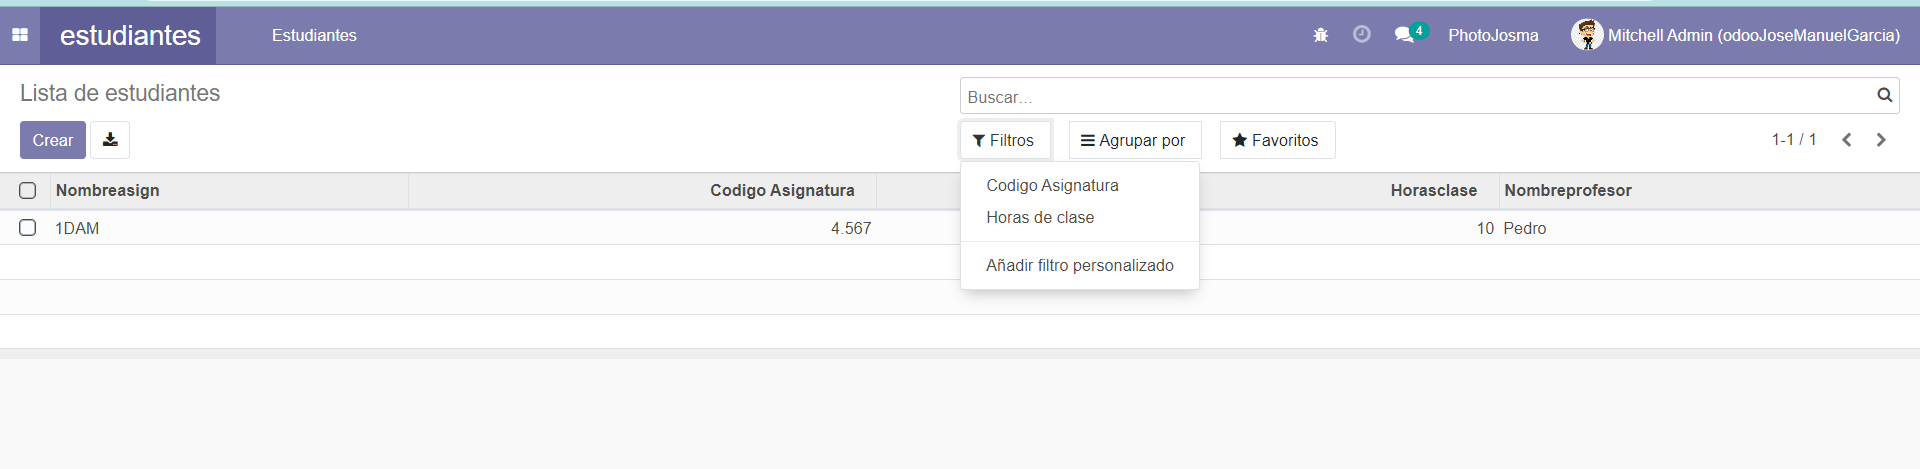 estudiantes Estudiantes 4 PhotoJosma Mitchell Admin (odooJoseManuelGarcia)
Lista de estudiantes
Buscar...
Crear Filtros Agrupar por Favoritos 1-1 / 1
Nombreasign Codigo Asignatura Horasclase Nombreprofesor
1DAM 4.567 10 Pedro
Codigo Asignatura
Horas de clase
Añadir filtro personalizado